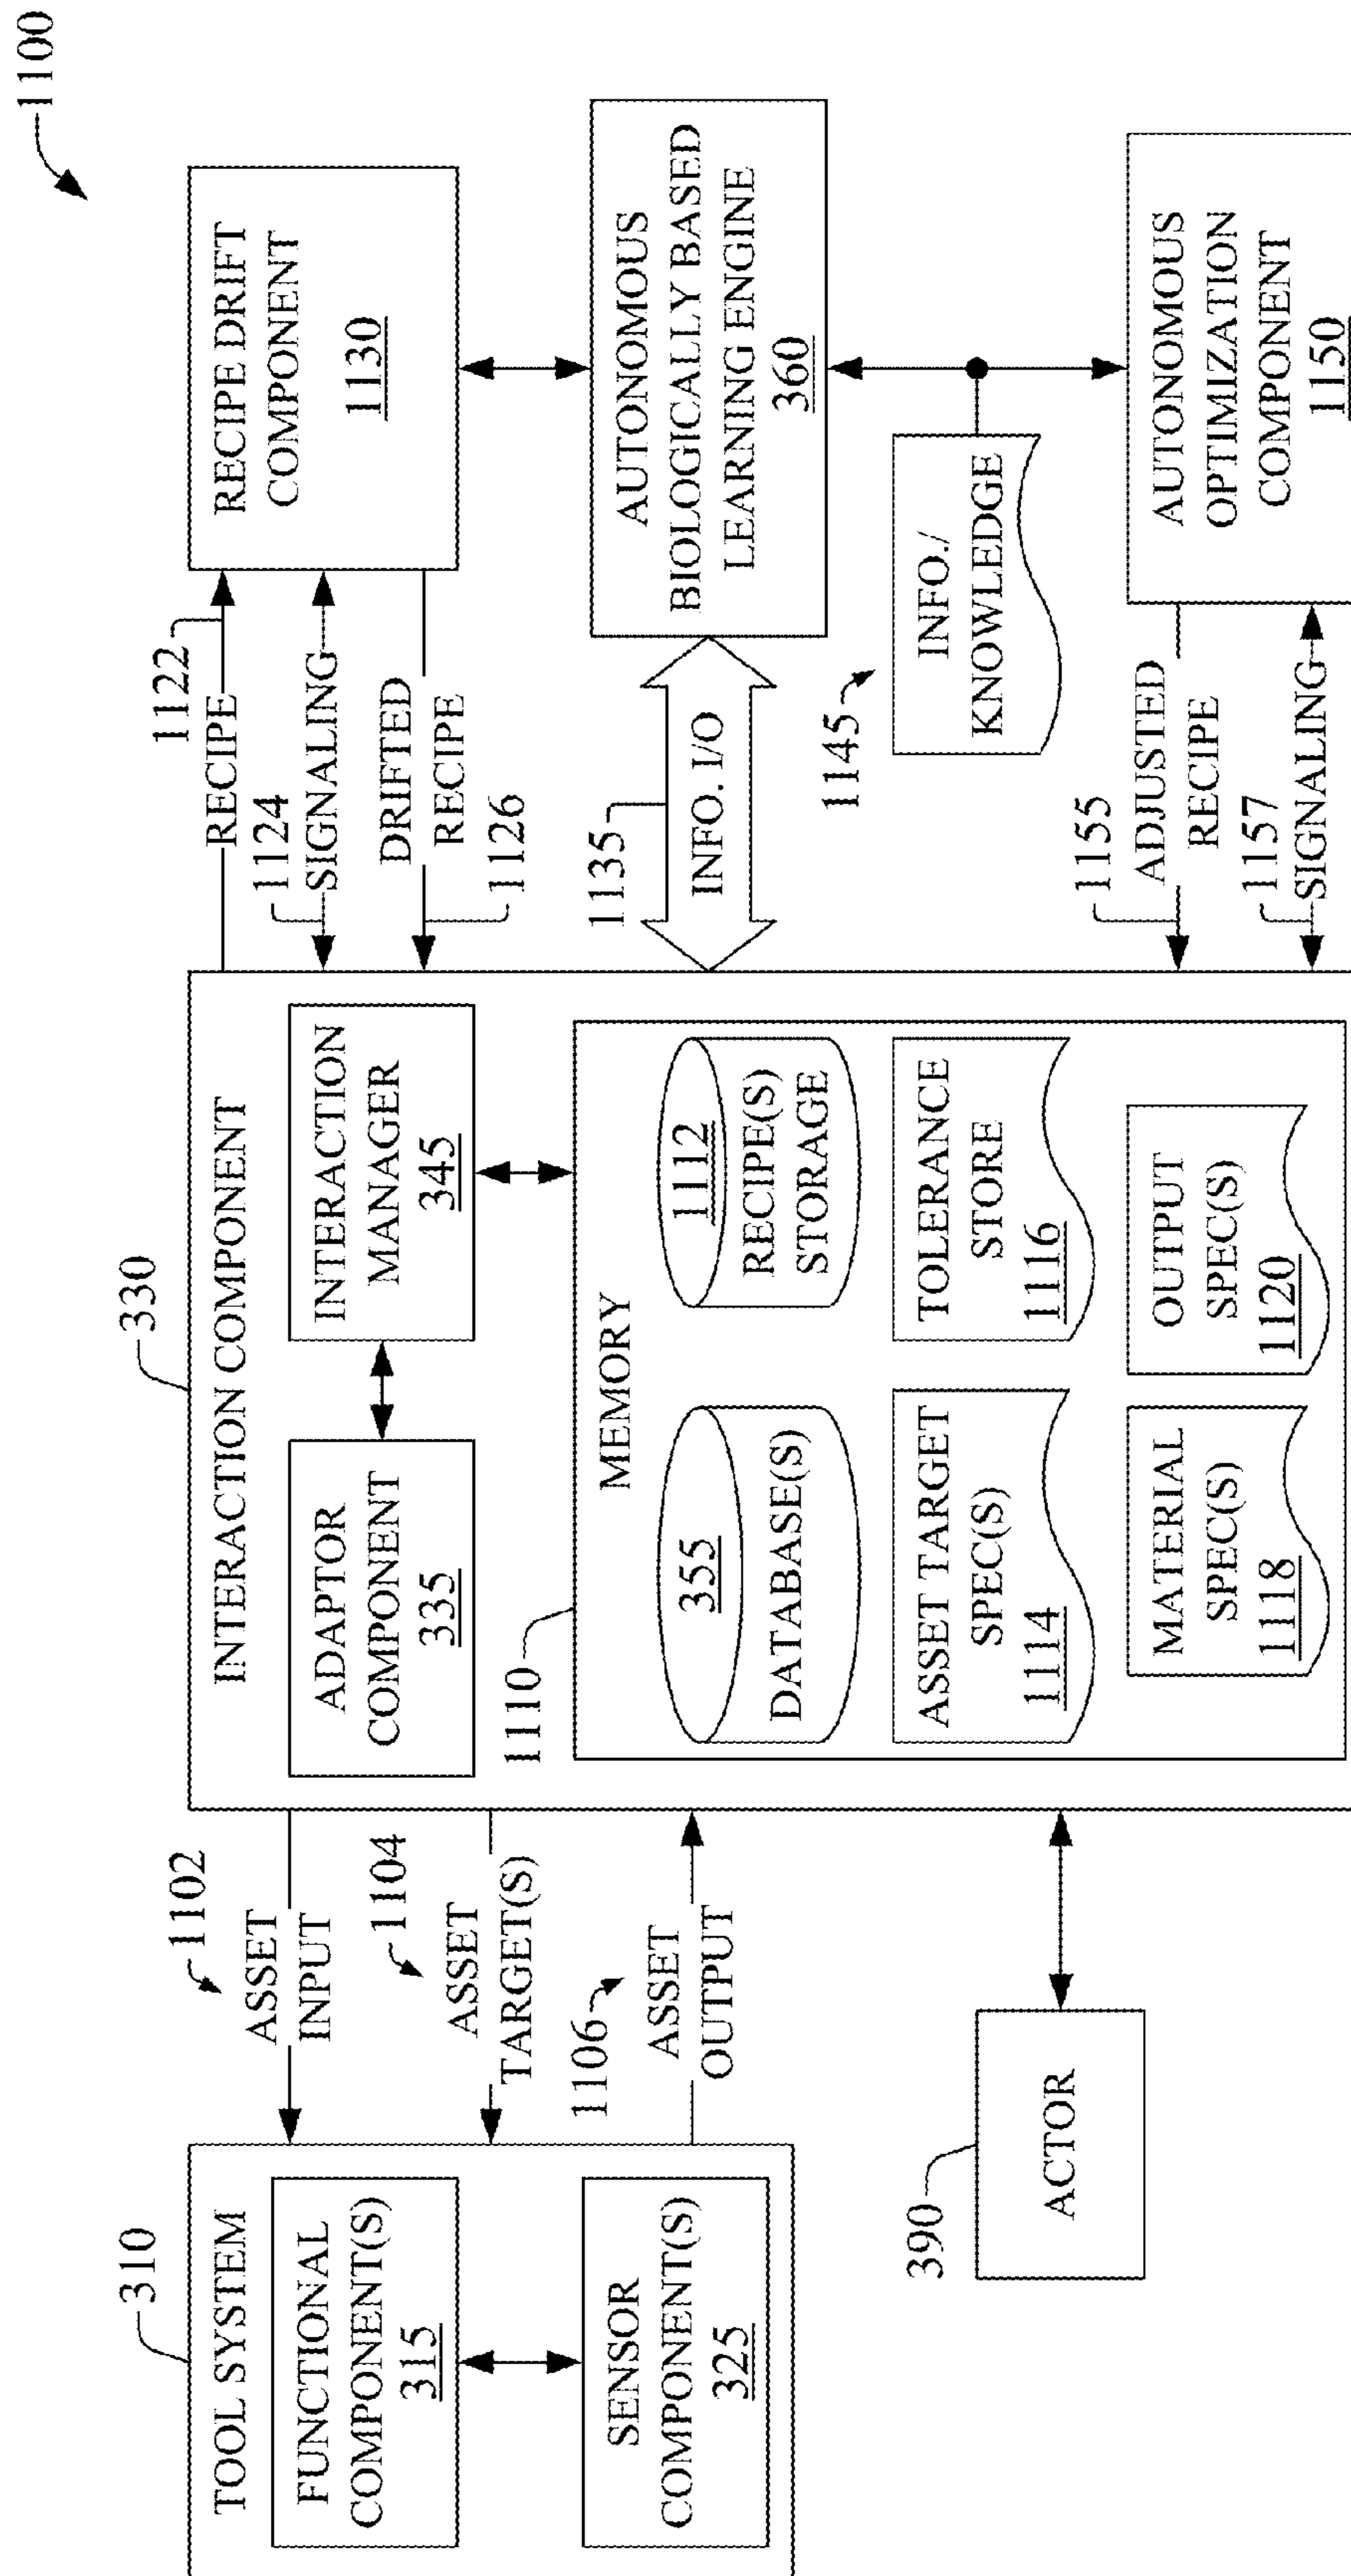 1100
310
TOOL SYSTEM
FUNCTIONAL
COMPONENT(S)
315
SENSOR
COMPONENT(S)
325
1102
ASSET
INPUT
1104
ASSET
TARGET(S)
1106
ASSET
OUTPUT
390
ACTOR
330
INTERACTION COMPONENT
ADAPTOR
COMPONENT
335
INTERACTION
MANAGER
345
1110
MEMORY
355
DATABASE(S)
1112
RECIPE(S)
STORAGE
ASSET TARGET
SPEC(S)
1114
TOLERANCE
STORE
1116
MATERIAL
SPEC(S)
1118
OUTPUT
SPEC(S)
1120
1122
RECIPE
1124
SIGNALING
DRIFTED
RECIPE
1126
1135
INFO. I/O
1145
INFO./
KNOWLEDGE
1155
ADJUSTED
RECIPE
1157
SIGNALING
RECIPE DRIFT
COMPONENT
1130
AUTONOMOUS
BIOLOGICALLY BASED
LEARNING ENGINE
360
AUTONOMOUS
OPTIMIZATION
COMPONENT
1150